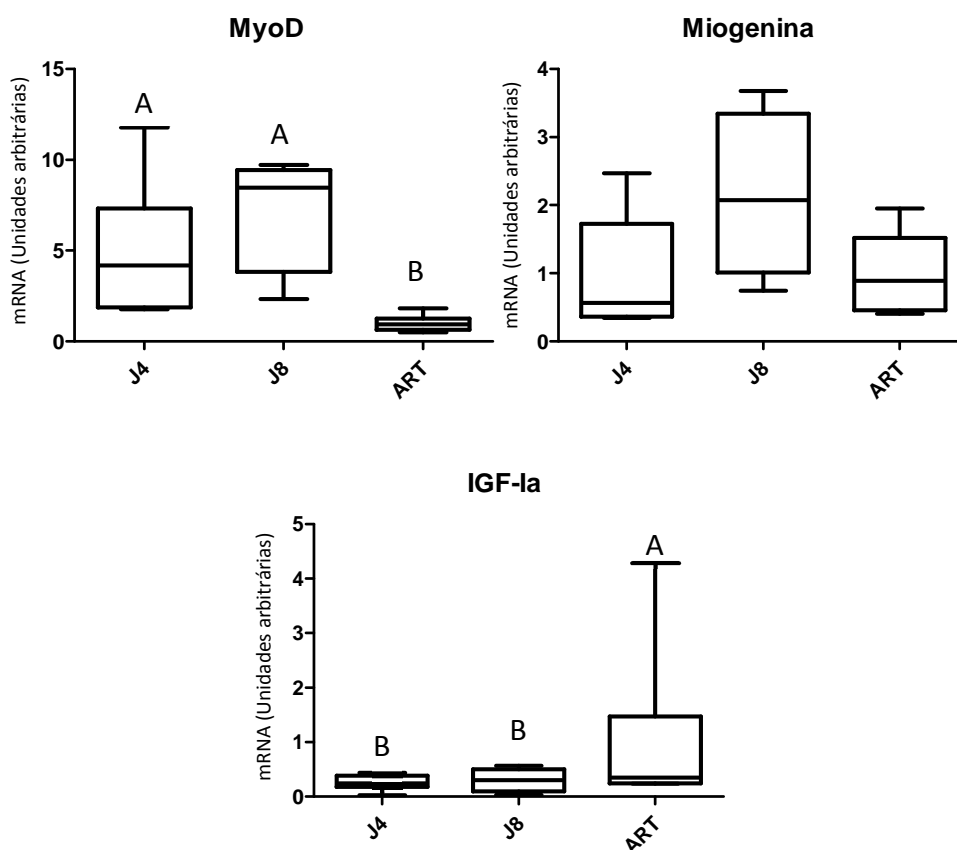 MyoD
mRNA (Unidades arbitrárias)
15
10
5
0
A
A
B
J4
J8
ART
Miogenina
mRNA (Unidades arbitrárias)
4
3
2
1
0
J4
J8
ART
IGF-Ia
mRNA (Unidades arbitrárias)
5
4
3
2
1
0
B
B
A
J4
J8
ART